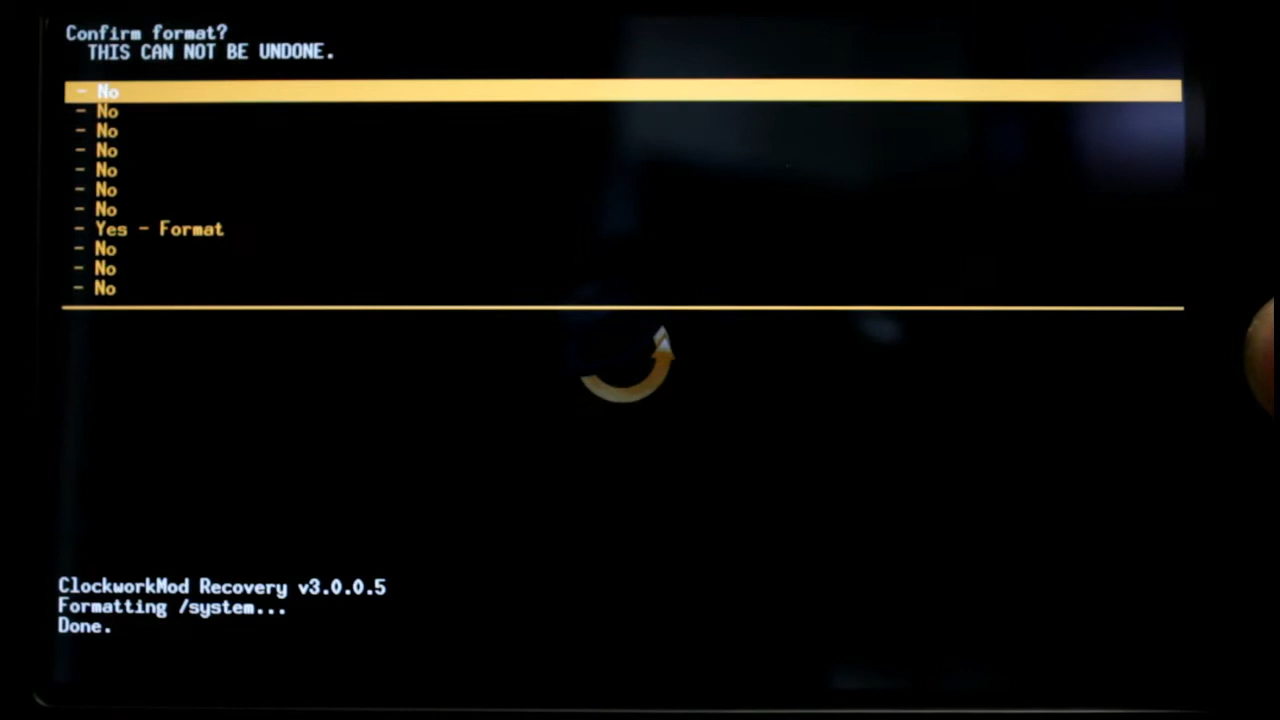 Confirm format?
THIS CAN NOT BE UNDONE.
- No
- No
- No
- No
- No
- No
- No
- Yes - Format
- No
- No
- No
ClockworkMod Recovery v3.0.0.5
Formatting /system...
Done.